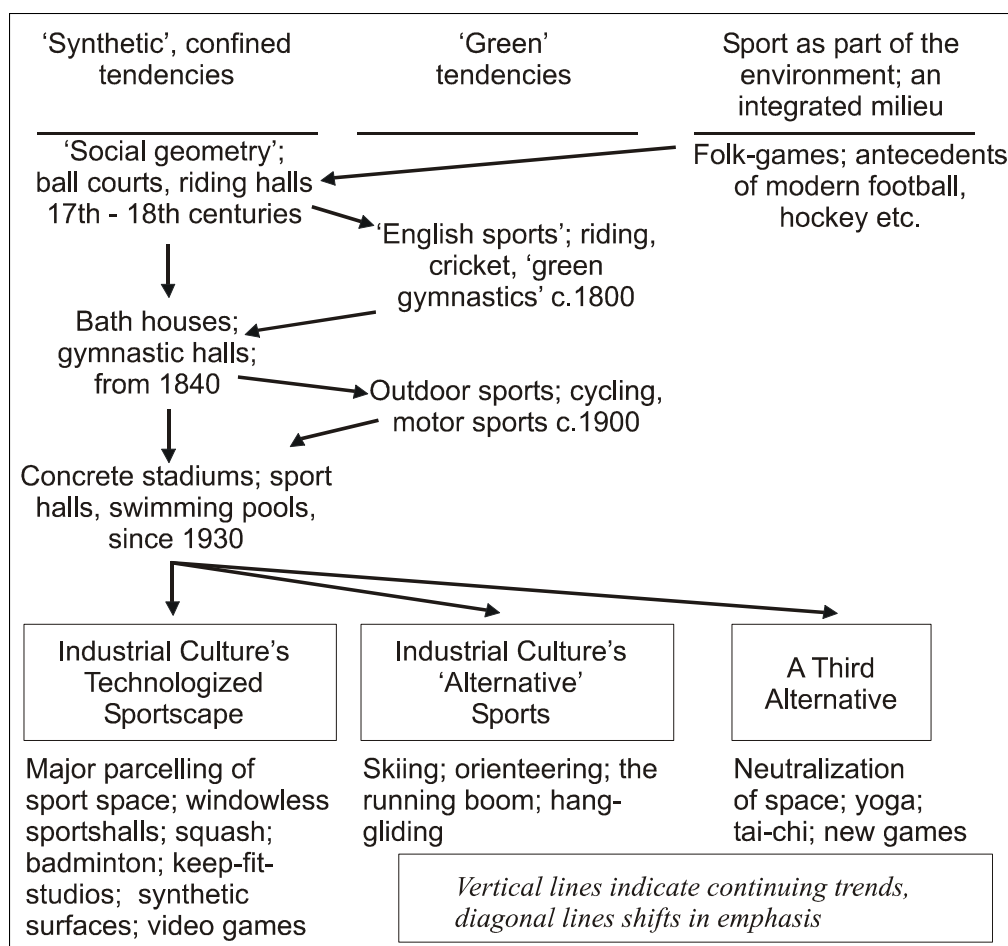 ‘Synthetic’, confined
tendencies
‘Green’
tendencies
Sport as part of the
environment; an
integrated milieu
‘Social geometry’;
ball courts, riding halls
17th - 18th centuries
Folk-games; antecedents
of modern football,
hockey etc.
‘English sports’; riding,
cricket, ‘green
gymnastics’ c.1800
Bath houses;
gymnastic halls;
from 1840
Outdoor sports; cycling,
motor sports c.1900
Concrete stadiums; sport
halls, swimming pools,
since 1930
Industrial Culture’s
Technologized
Sportscape
Industrial Culture’s
‘Alternative’
Sports
A Third
Alternative
Major parcelling of
sport space; windowless
sportshalls; squash;
badminton; keep-fit-
studios; synthetic
surfaces; video games
Skiing; orienteering; the
running boom; hang-
gliding
Neutralization
of space; yoga;
tai-chi; new games
Vertical lines indicate continuing trends,
diagonal lines shifts in emphasis